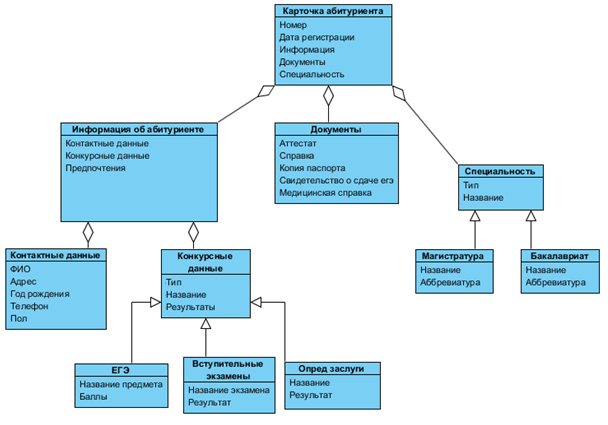 Карточка абитуриента
Номер
Дата регистрации
Информация
Документы
Специальность
Информация об абитуриенте
Контактные данные
Конкурсные данные
Предпочтения
Документы
Аттестат
Справка
Копия паспорта
Свидетельство о сдаче егэ
Медицинская справка
Специальность
Тип
Название
Контактные данные
ФИО
Адрес
Год рождения
Телефон
Пол
Конкурсные
данные
Тип
Название
Результаты
Магистратура
Название
Аббревиатура
Бакалавриат
Название
Аббревиатура
ЕГЭ
Название предмета
Баллы
Вступительные
экзамены
Название экзамена
Результат
Опред заслуги
Название
Результат